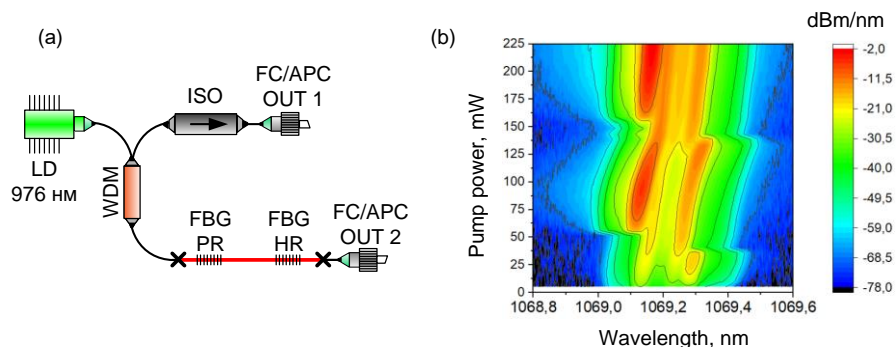 (a)
ISO
FC/APC
OUT 1
LD
976 нм
WDM
FBG
PR
FBG
HR
FC/APC
OUT 2
(b)
dBm/nm
Pump power, mW
225
200
175
150
125
100
75
50
25
0
1068,8
1069,0
1069,2
1069,4
1069,6
Wavelength, nm
-2,0
-11,5
-21,0
-30,5
-40,0
-49,5
-59,0
-68,5
-78,0